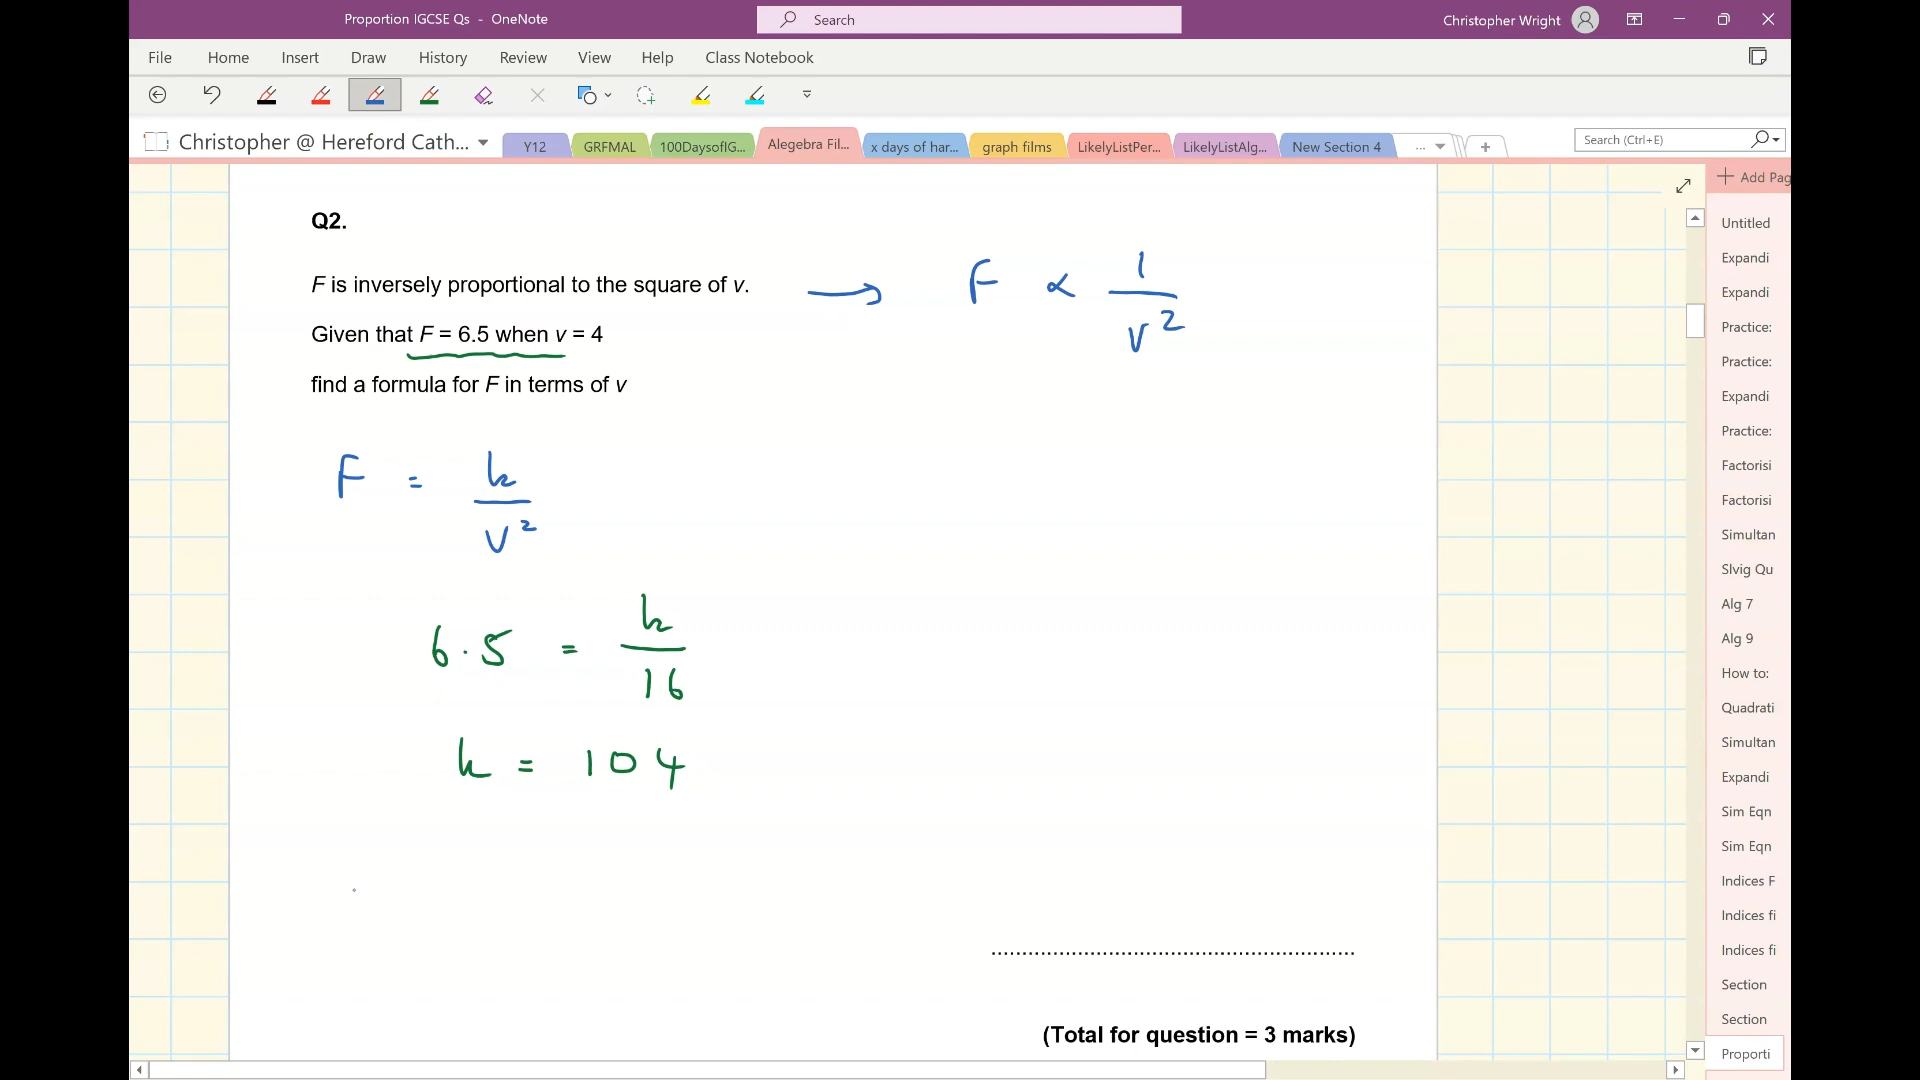 Proportion IGCSE Qs - OneNote
Search
Christopher Wright
File Home Insert Draw History Review View Help Class Notebook
Christopher @ Hereford Cath...
Y12 GRFMAL 100DaysofIG... Alegebra Fil... x days of har... graph films LikelyListPer... LikelyListAlg... New Section 4 ... +
Search (Ctrl+E)
Add Pag
Untitled
Expandi
Expandi
Practice:
Practice:
Expandi
Practice:
Factorisi
Factorisi
Simultan
Slvig Qu
Alg 7
Alg 9
How to:
Quadrati
Simultan
Expandi
Sim Eqn
Sim Eqn
Indices F
Indices fi
Indices fi
Section
Section
Proporti
Q2.
F is inversely proportional to the square of v. → F ∝ 1/v²
Given that F = 6.5 when v = 4
find a formula for F in terms of v
F = k/v²
6.5 = k/16
k = 104
............................................................
(Total for question = 3 marks)